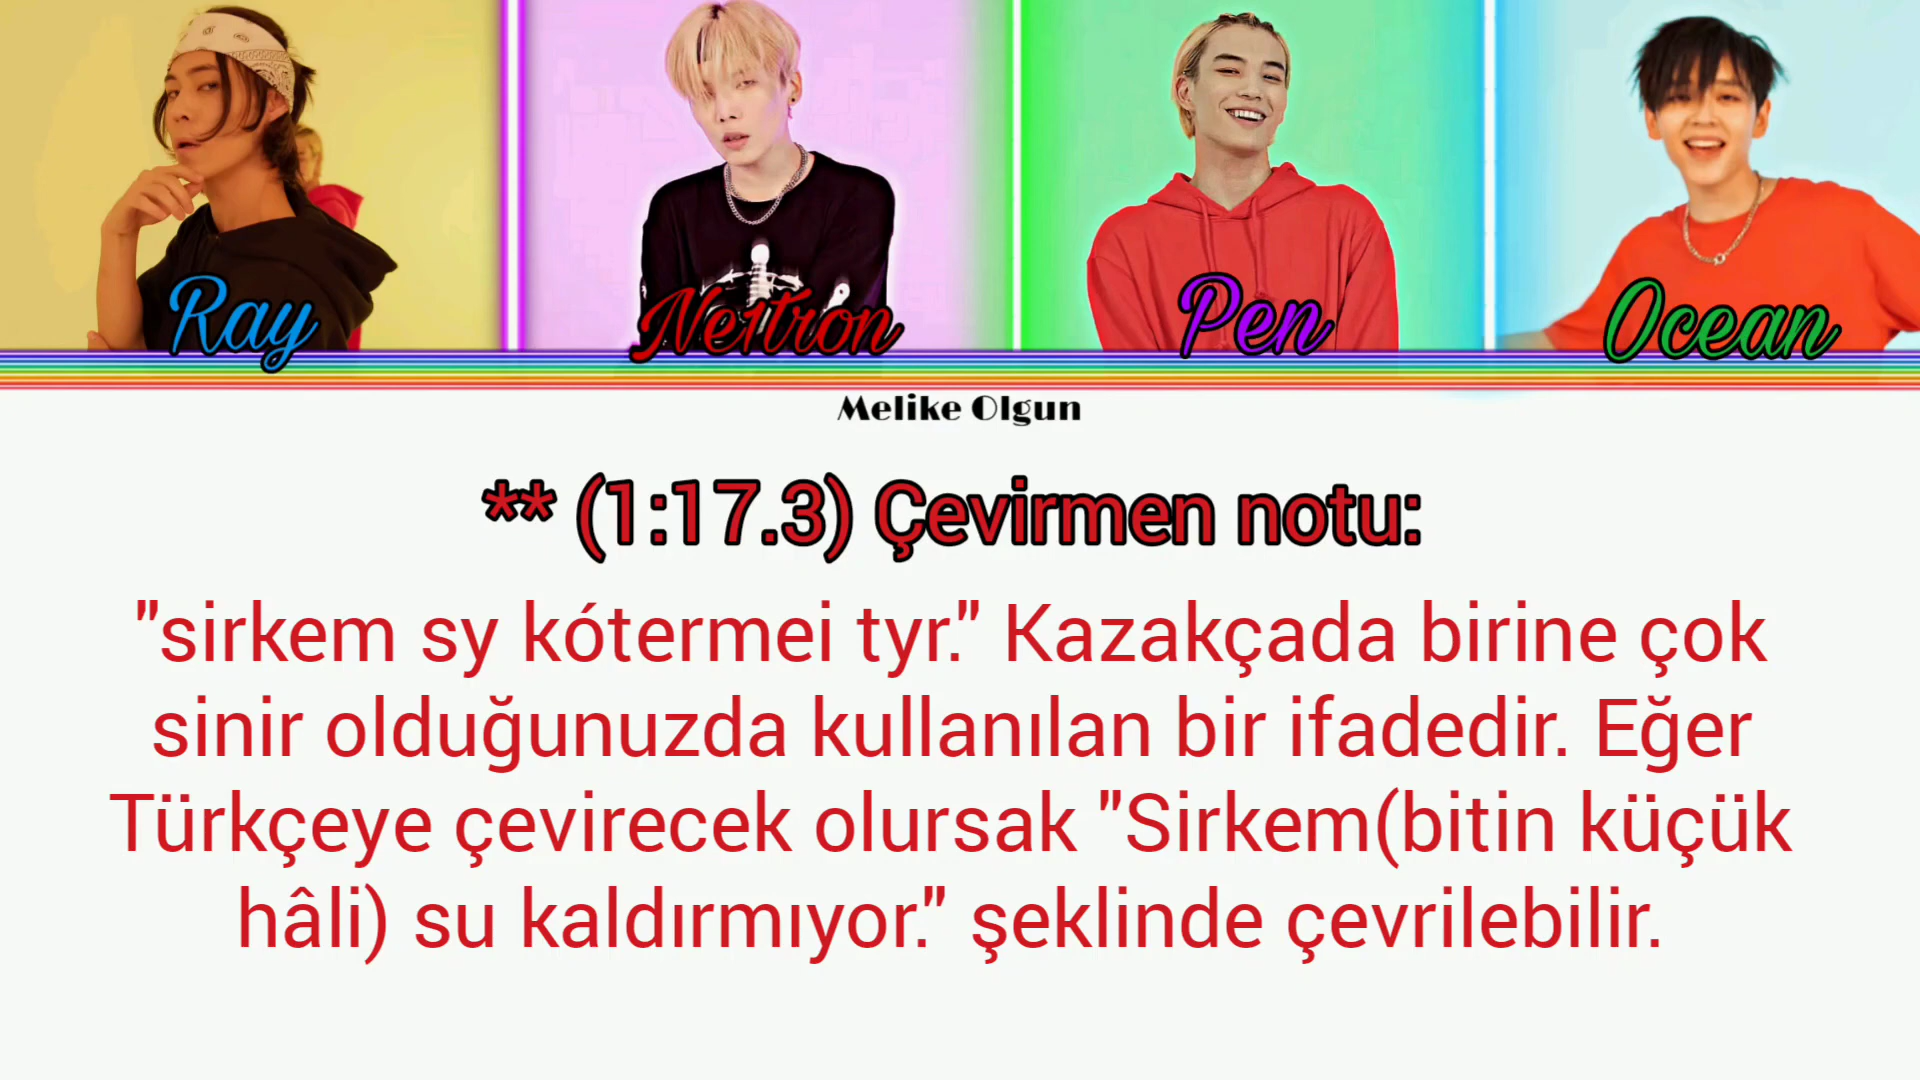 Ray
Ne1tron
Pen
Ocean
Melike Olgun
** (1:17.3) Çevirmen notu:
"sirkem sy kótermei tyr." Kazakçada birine çok
sinir olduğunuzda kullanılan bir ifadedir. Eğer
Türkçeye çevirecek olursak "Sirkem(bitin küçük
hâli) su kaldırmıyor." şeklinde çevrilebilir.